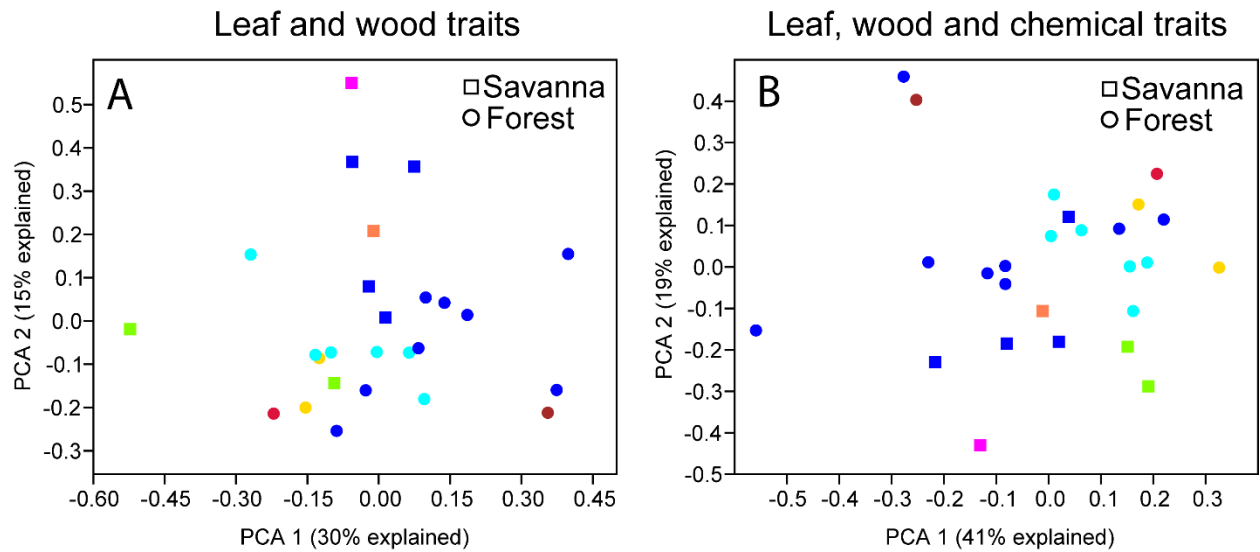 Leaf and wood traits
A
Savanna
Forest
0.5
0.4
0.3
0.2
0.1
0.0
-0.1
-0.2
-0.3
PCA 2 (15% explained)
-0.60 -0.45 -0.30 -0.15 0.00 0.15 0.30 0.45
PCA 1 (30% explained)
Leaf, wood and chemical traits
B
Savanna
Forest
0.4
0.3
0.2
0.1
0.0
-0.1
-0.2
-0.3
-0.4
-0.5
PCA 2 (19% explained)
-0.5 -0.4 -0.3 -0.2 -0.1 0.0 0.1 0.2 0.3
PCA 1 (41% explained)